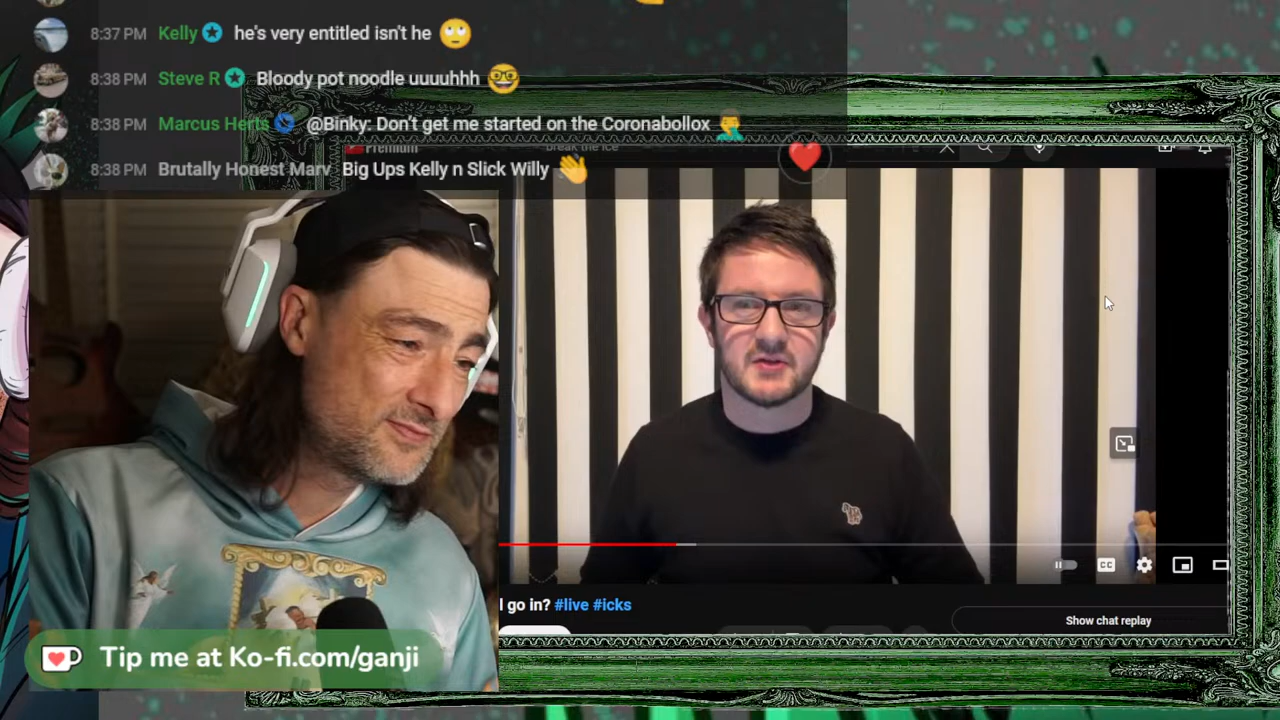 8:37 PM Kelly he's very entitled isn't he 🙄
8:38 PM Steve R Bloody pot noodle uuuuhhh 🤓
8:38 PM Marcus Herts @Binky: Don't get me started on the Coronabollox 🤦‍♂️
8:38 PM Brutally Honest Marv Big Ups Kelly n Slick Willy 👏
Premium
break the ice
CC
I go in? #live #icks
Show chat replay
Tip me at Ko-fi.com/ganji